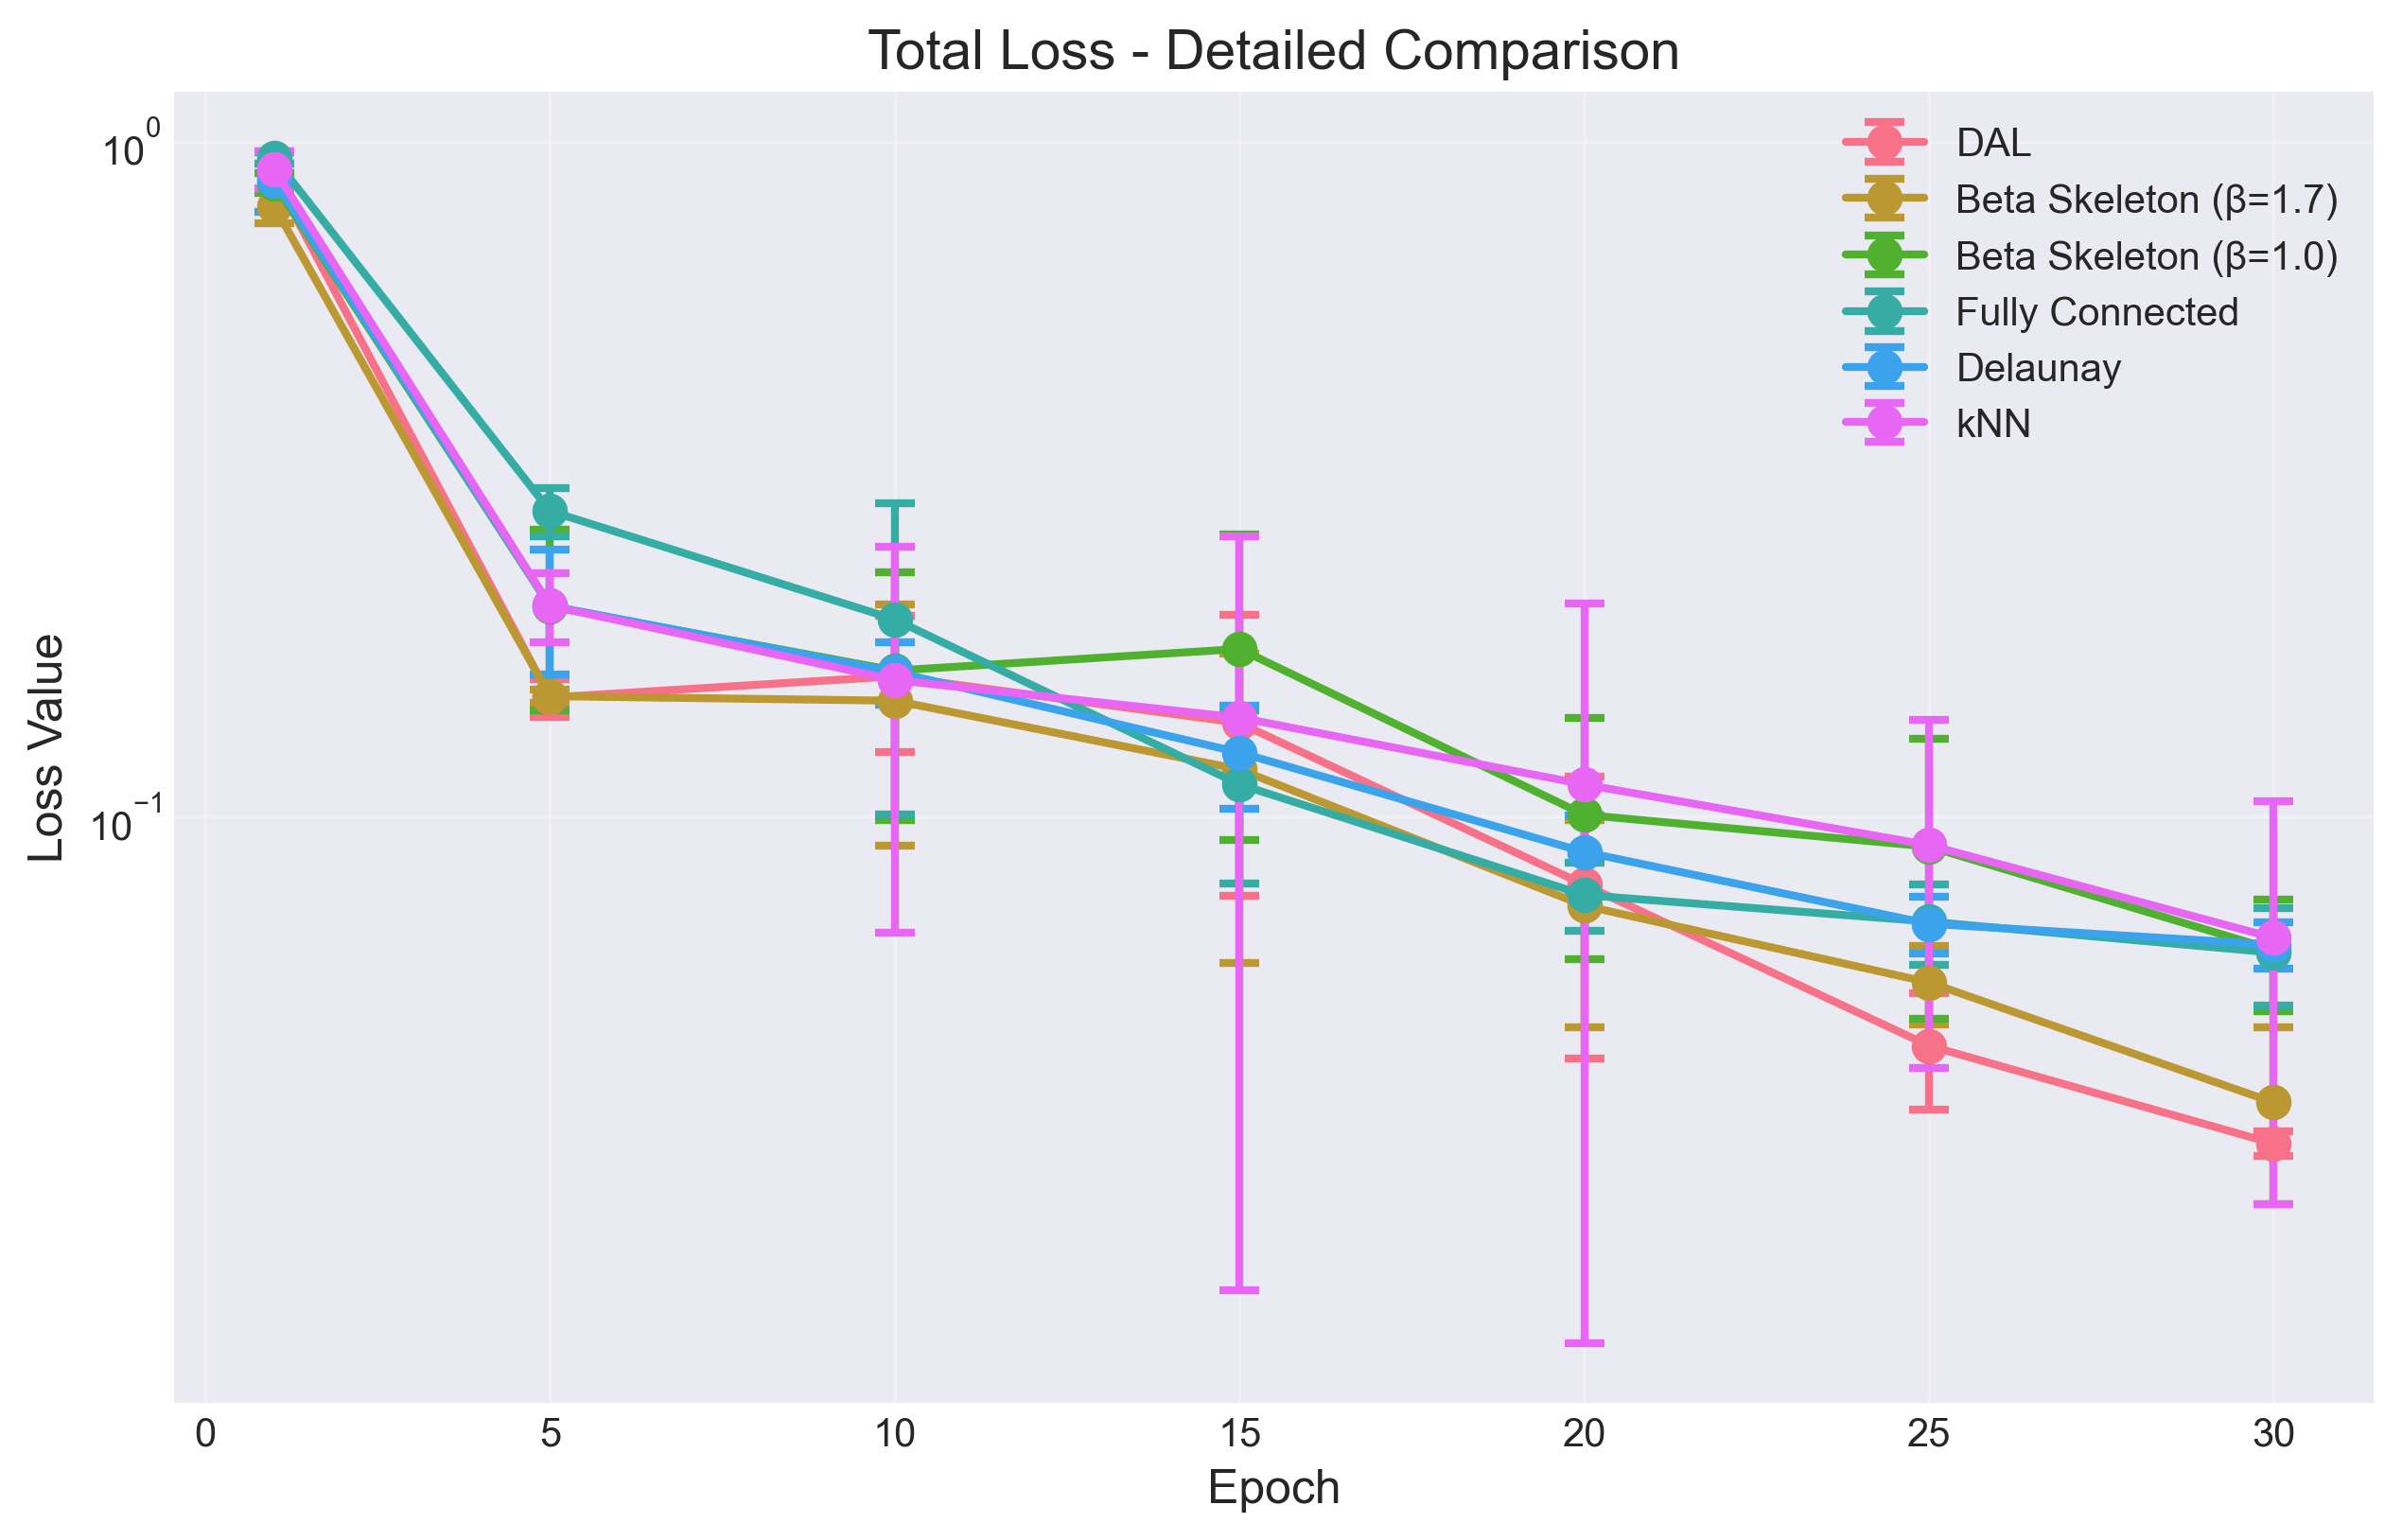 Total Loss - Detailed Comparison
10^0
10^−1
Loss Value
DAL
Beta Skeleton (β=1.7)
Beta Skeleton (β=1.0)
Fully Connected
Delaunay
kNN
0 5 10 15 20 25 30
Epoch